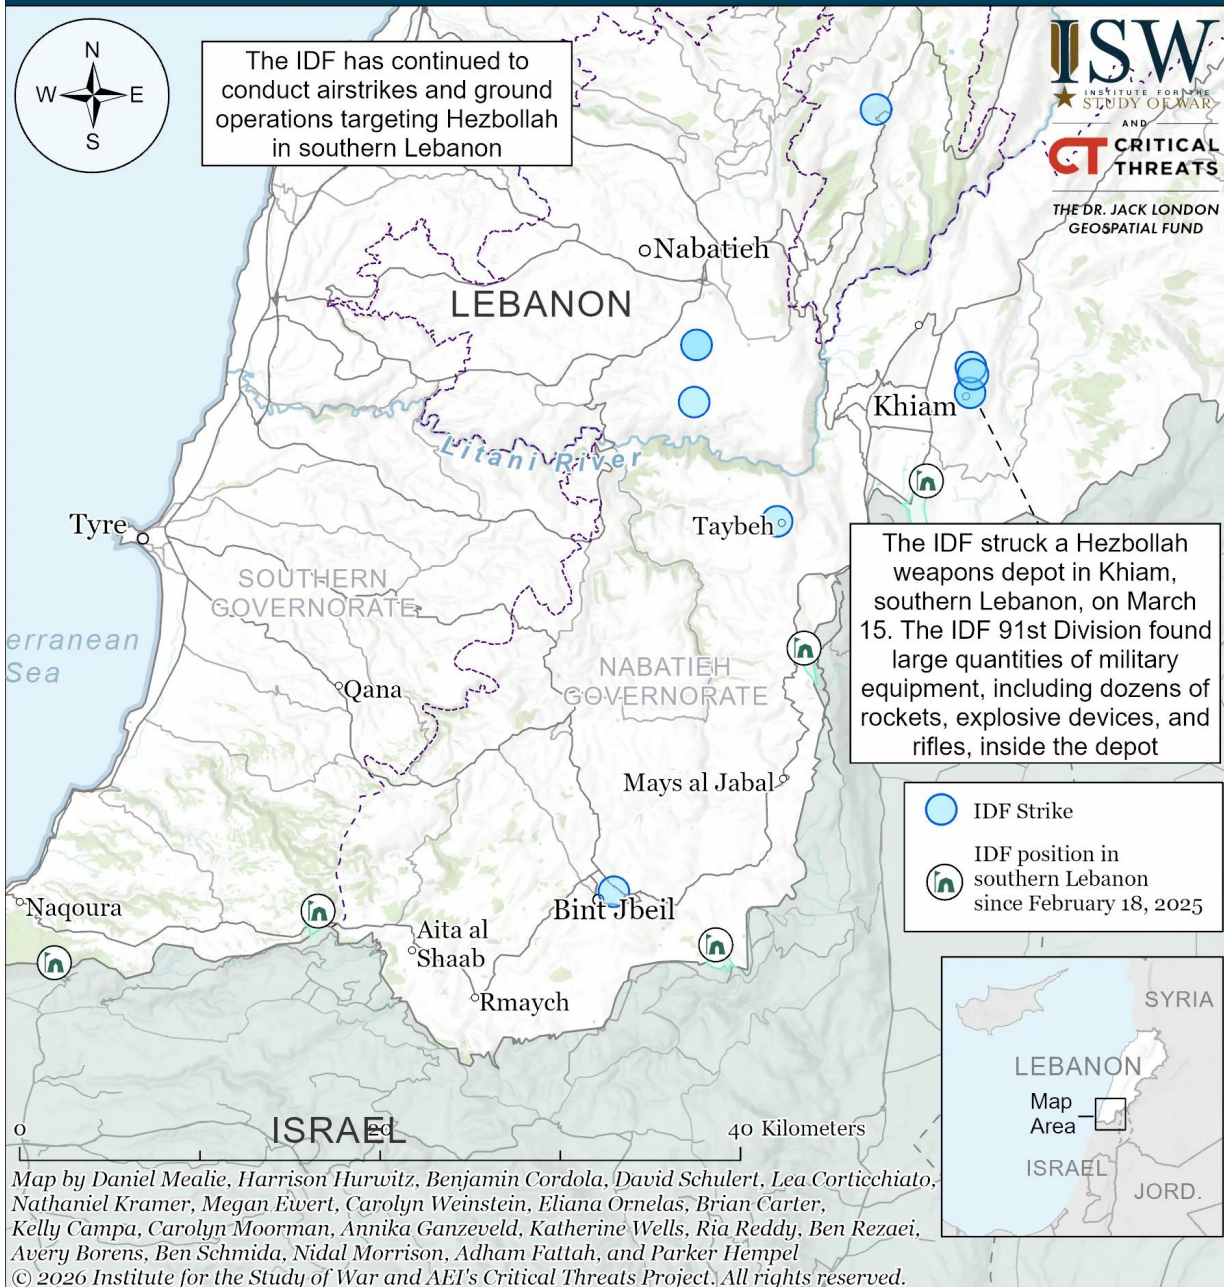 N
W E
S
The IDF has continued to
conduct airstrikes and ground
operations targeting Hezbollah
in southern Lebanon
ISW
INSTITUTE FOR THE
STUDY OF WAR
AND
CT CRITICAL
THREATS
THE DR. JACK LONDON
GEOSPATIAL FUND
Nabatieh
LEBANON
Khiam
Litani River
Tyre
Taybeh
SOUTHERN
GOVERNORATE
The IDF struck a Hezbollah
weapons depot in Khiam,
southern Lebanon, on March
15. The IDF 91st Division found
large quantities of military
equipment, including dozens of
rockets, explosive devices, and
rifles, inside the depot
erranean
Sea
NABATIEH
GOVERNORATE
Qana
Mays al Jabal
IDF Strike
IDF position in
southern Lebanon
since February 18, 2025
Naqoura
Bint Jbeil
Aita al
Shaab
Rmaych
SYRIA
LEBANON
Map
Area
ISRAEL
JORD.
ISRAEL
0 20 40 Kilometers
Map by Daniel Mealie, Harrison Hurwitz, Benjamin Cordola, David Schulert, Lea Corticchiato,
Nathaniel Kramer, Megan Ewert, Carolyn Weinstein, Eliana Ornelas, Brian Carter,
Kelly Campa, Carolyn Moorman, Annika Ganzeveld, Katherine Wells, Ria Reddy, Ben Rezaei,
Avery Borens, Ben Schmida, Nidal Morrison, Adham Fattah, and Parker Hempel
© 2026 Institute for the Study of War and AEI's Critical Threats Project. All rights reserved.